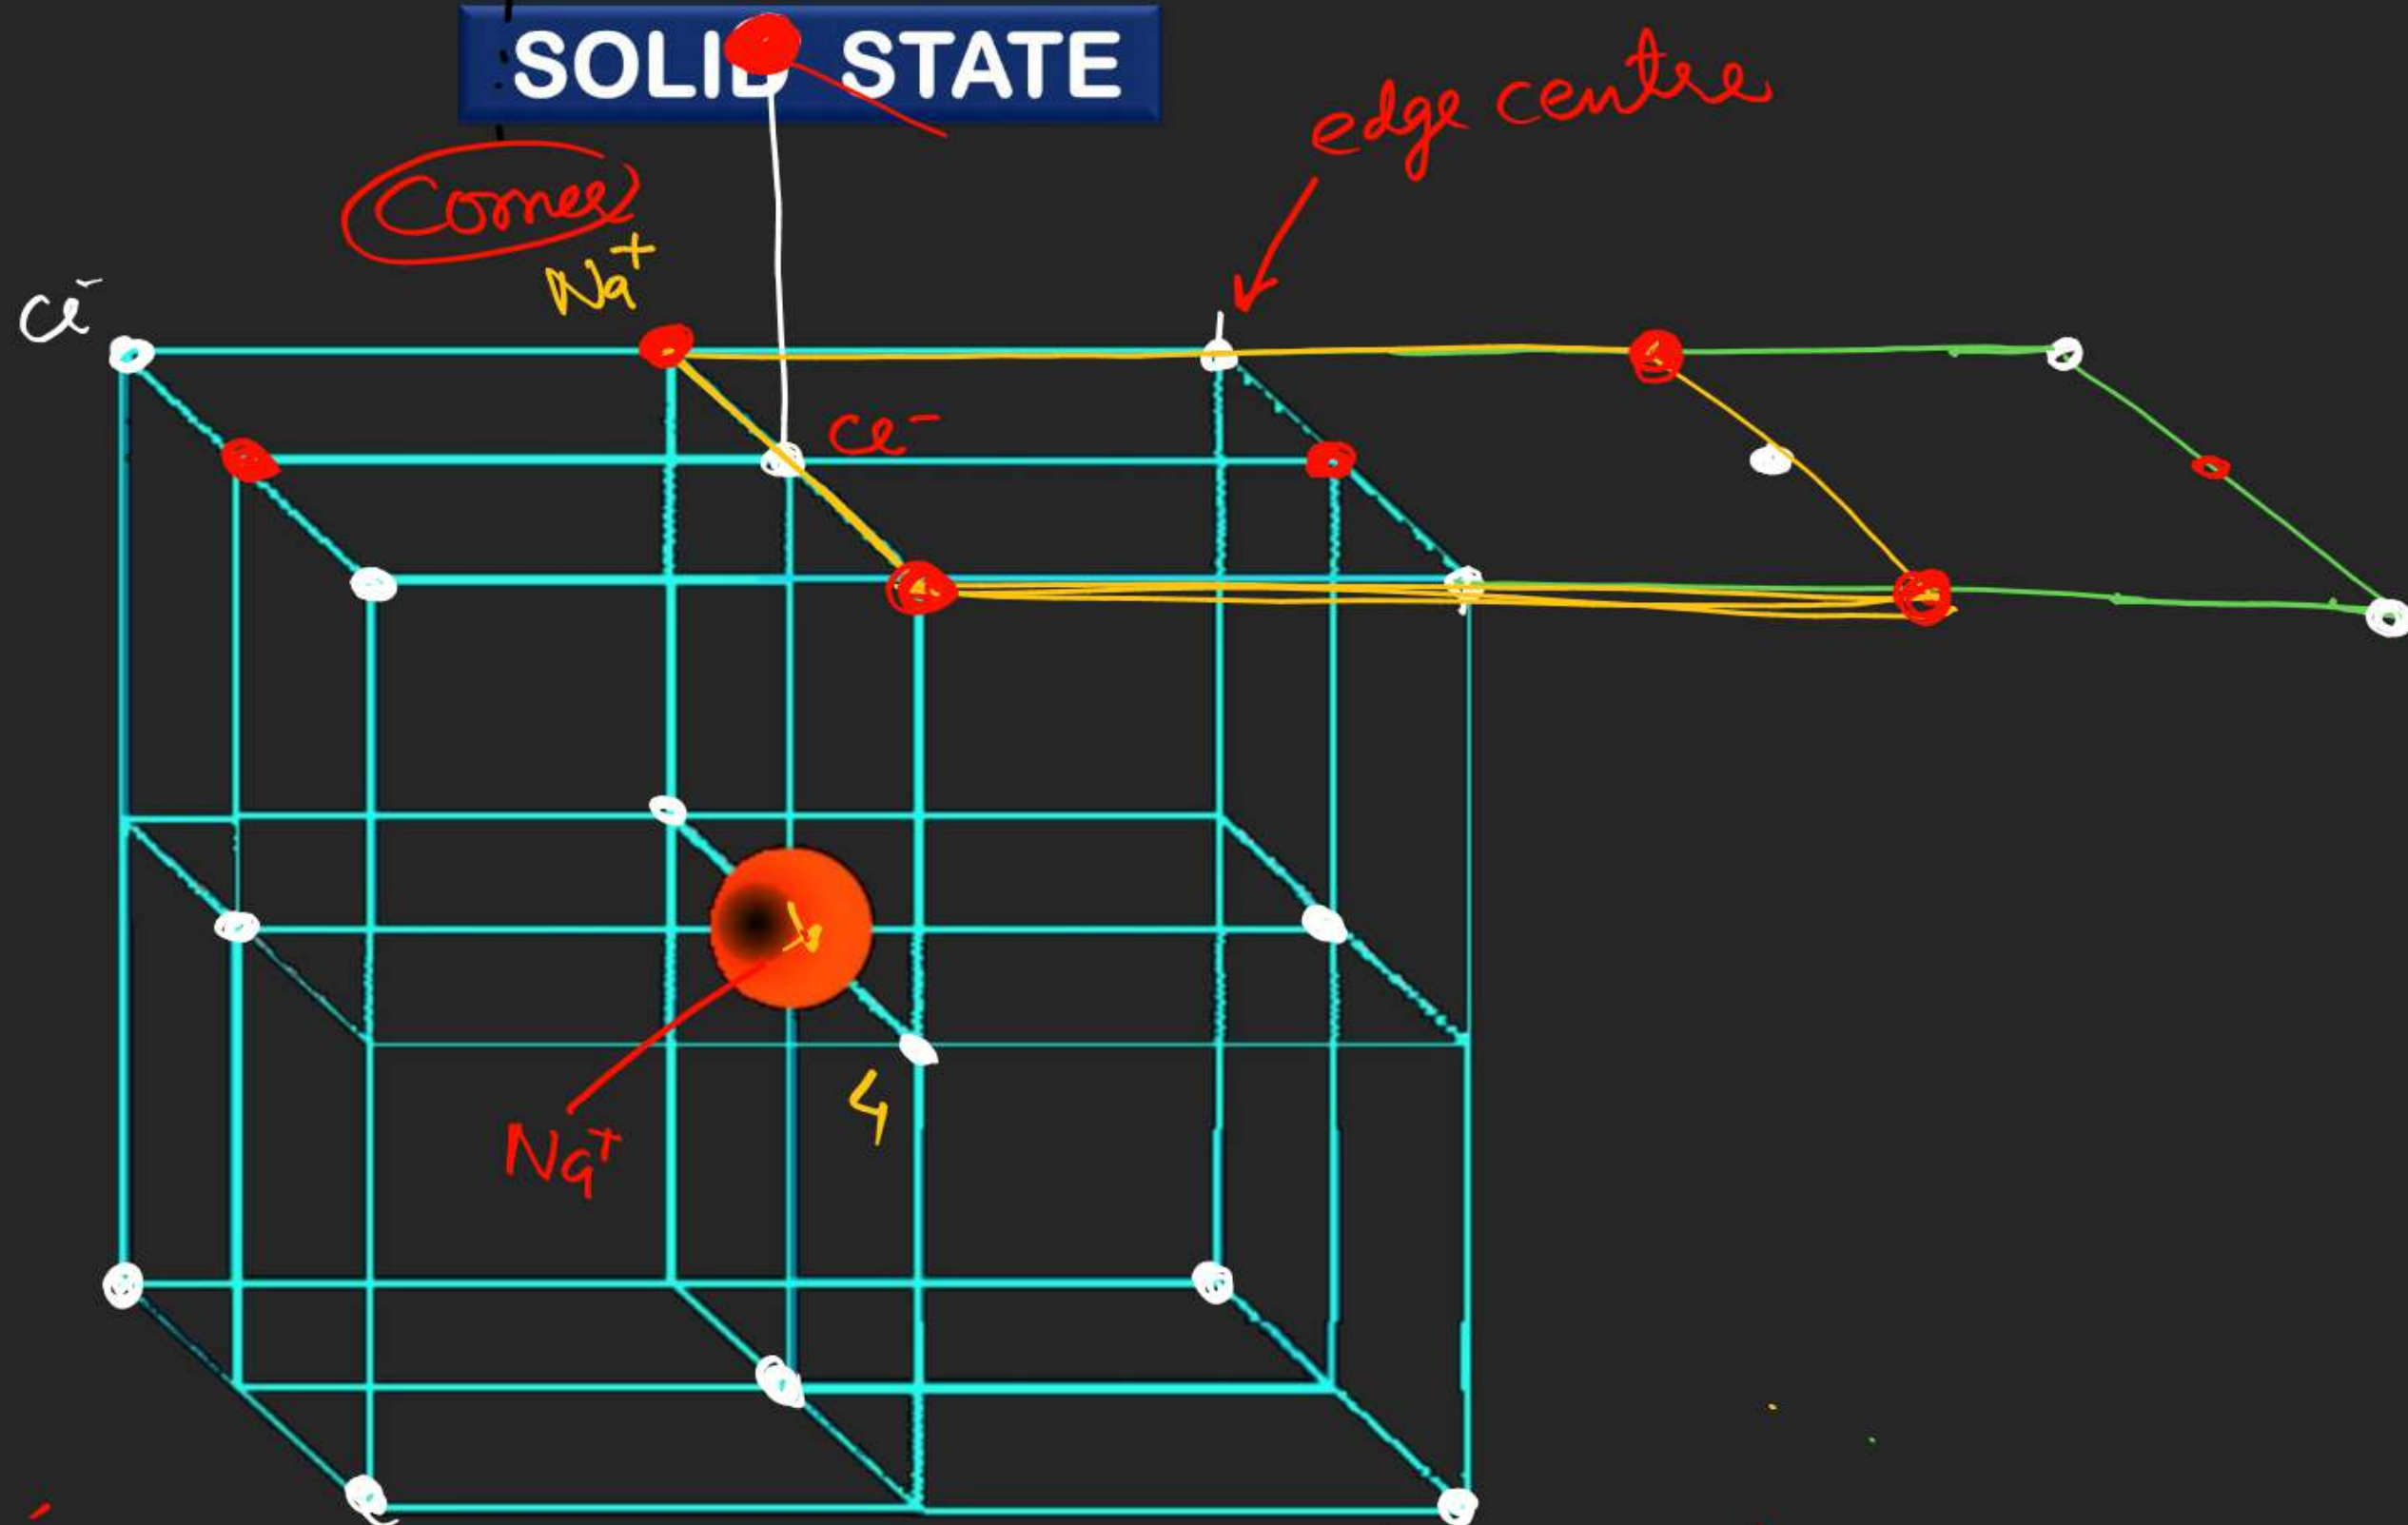 SOLID STATE
edge centre
Corner
Na⁺
Cl⁻
Cl⁻
4
Na⁺